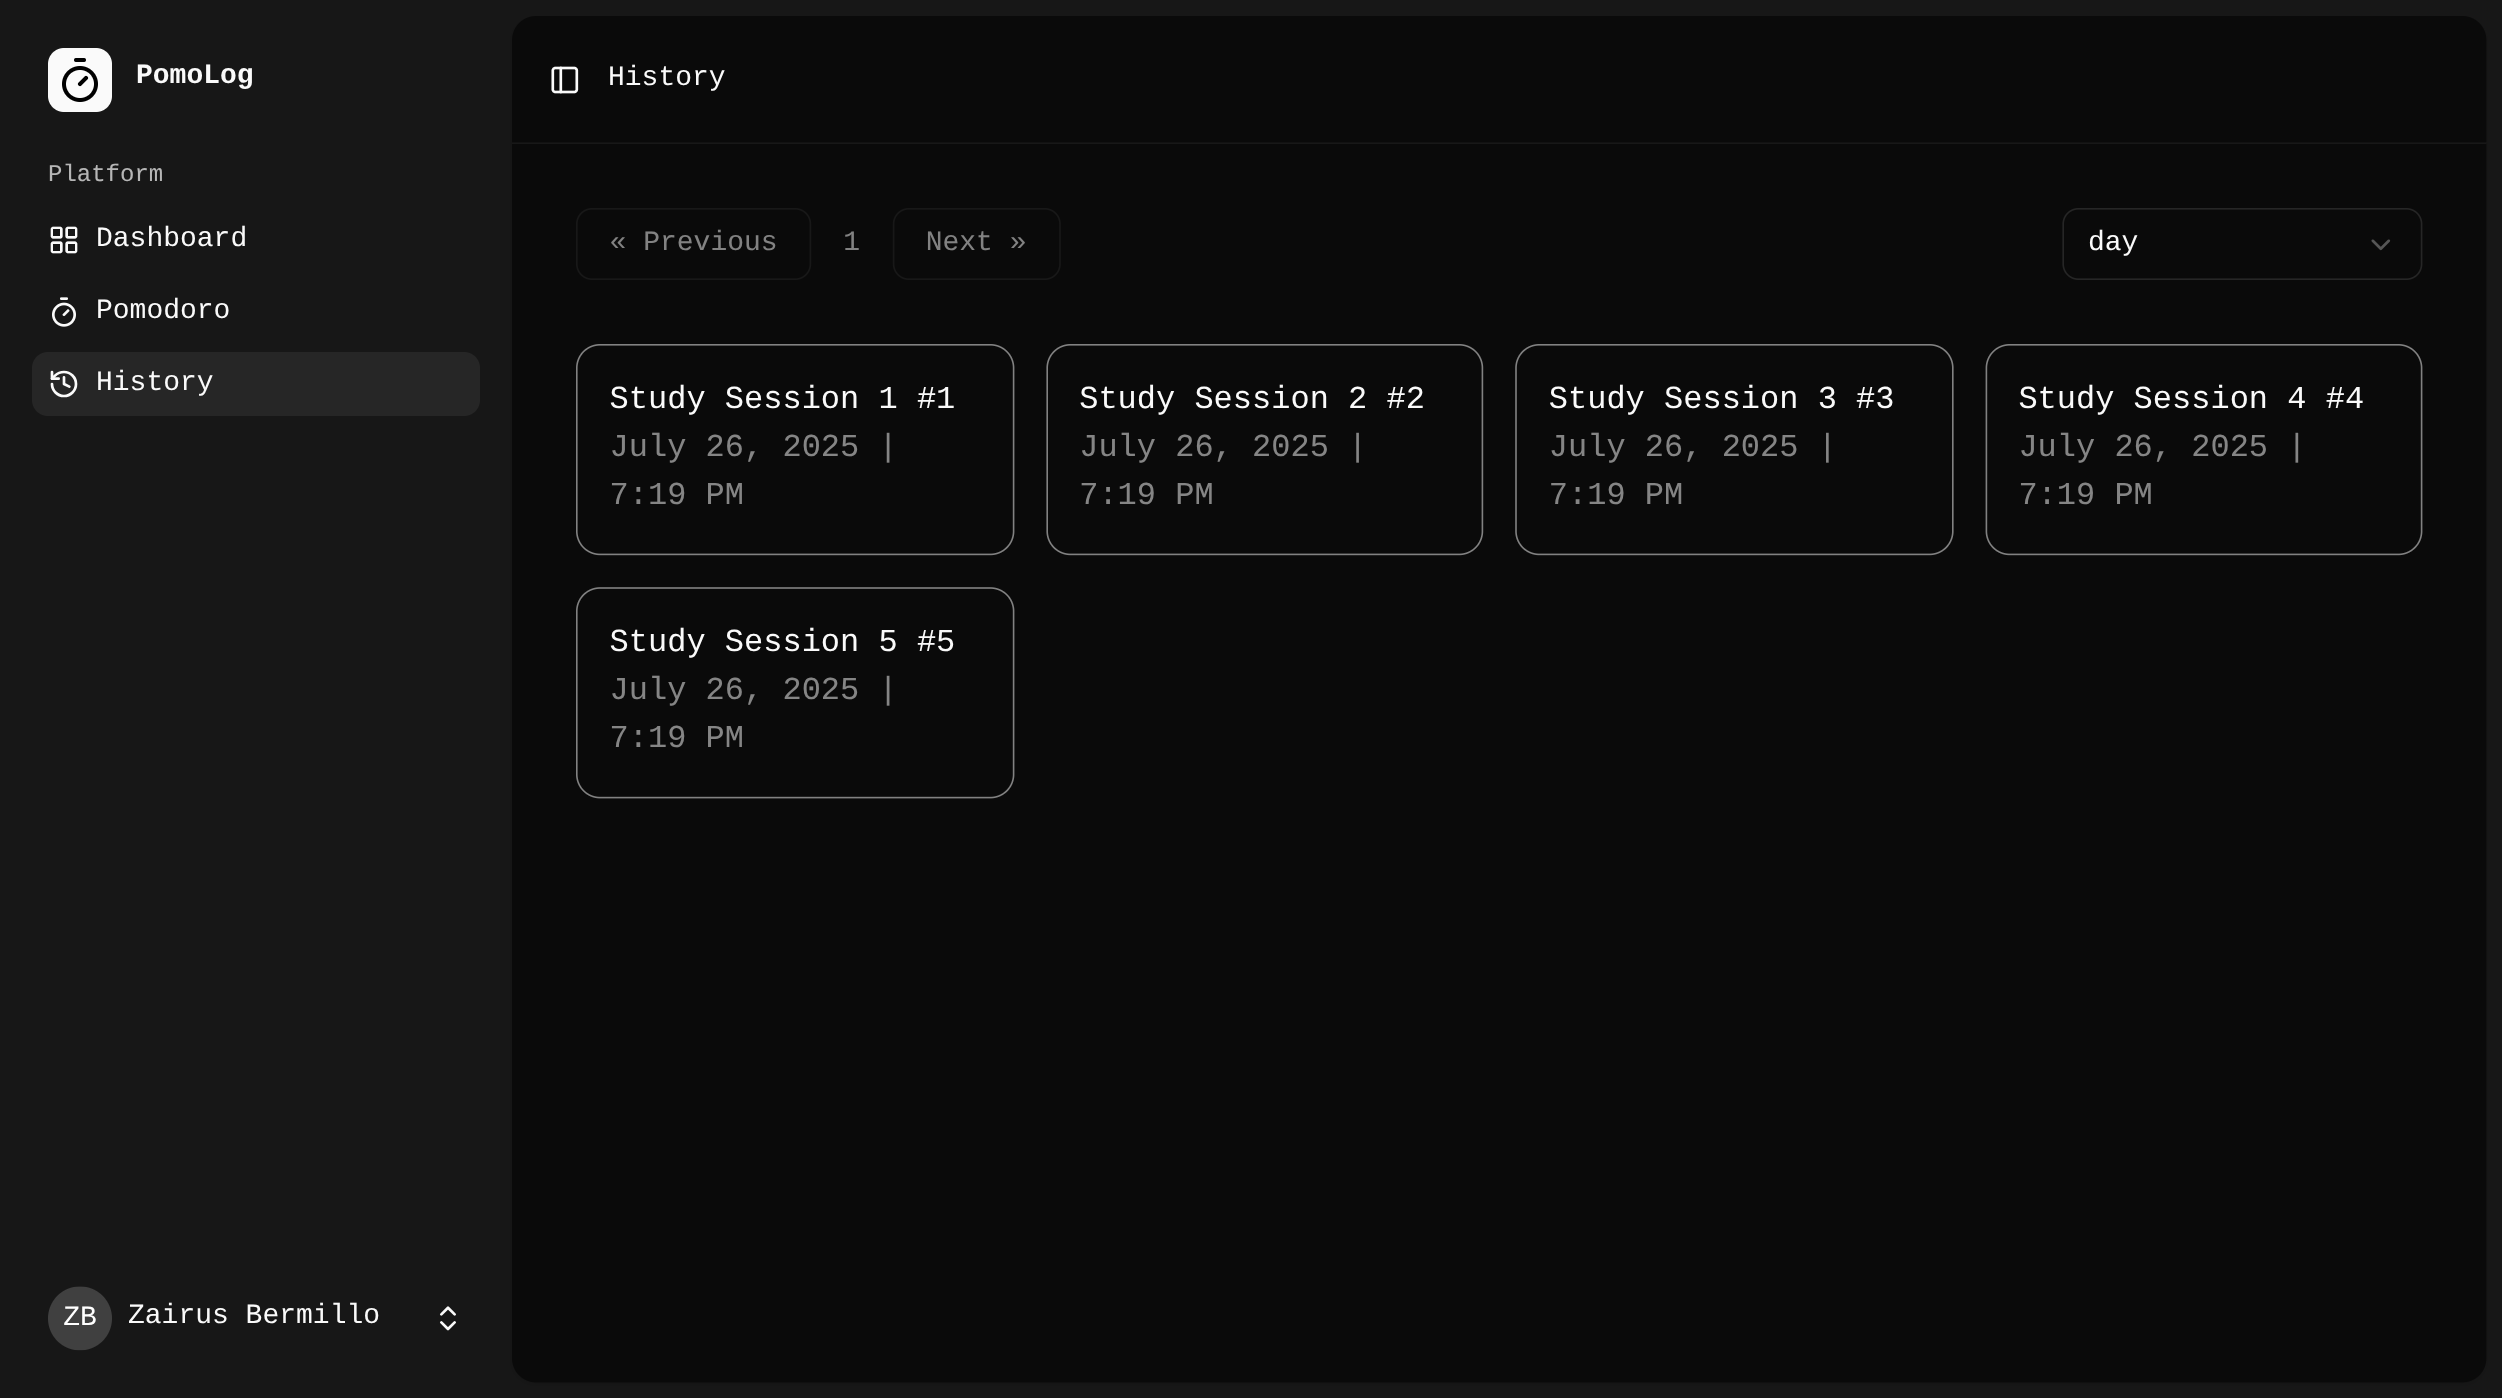 PomoLog
Platform
Dashboard
Pomodoro
History
ZB
Zairus Bermillo
History
« Previous
1
Next »
day
Study Session 1 #1
July 26, 2025 |
7:19 PM
Study Session 2 #2
July 26, 2025 |
7:19 PM
Study Session 3 #3
July 26, 2025 |
7:19 PM
Study Session 4 #4
July 26, 2025 |
7:19 PM
Study Session 5 #5
July 26, 2025 |
7:19 PM